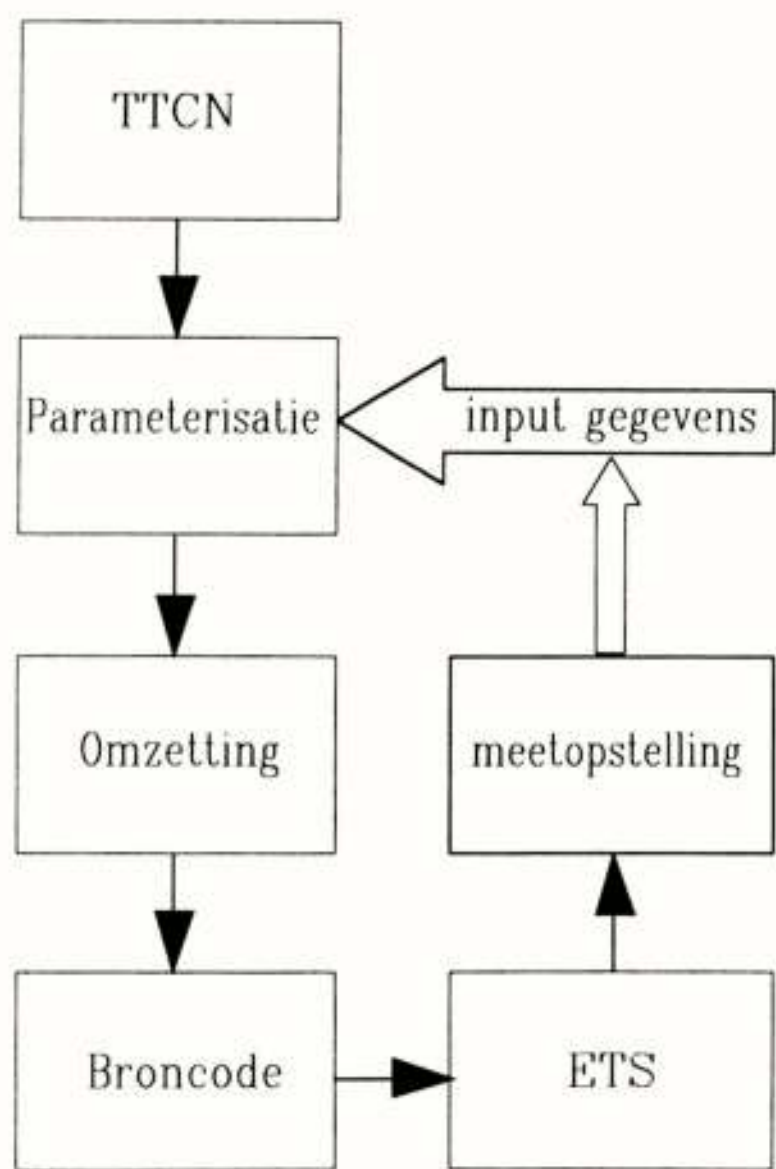 TTCN
Parameterisatie
input gegevens
Omzetting
meetopstelling
Broncode
ETS